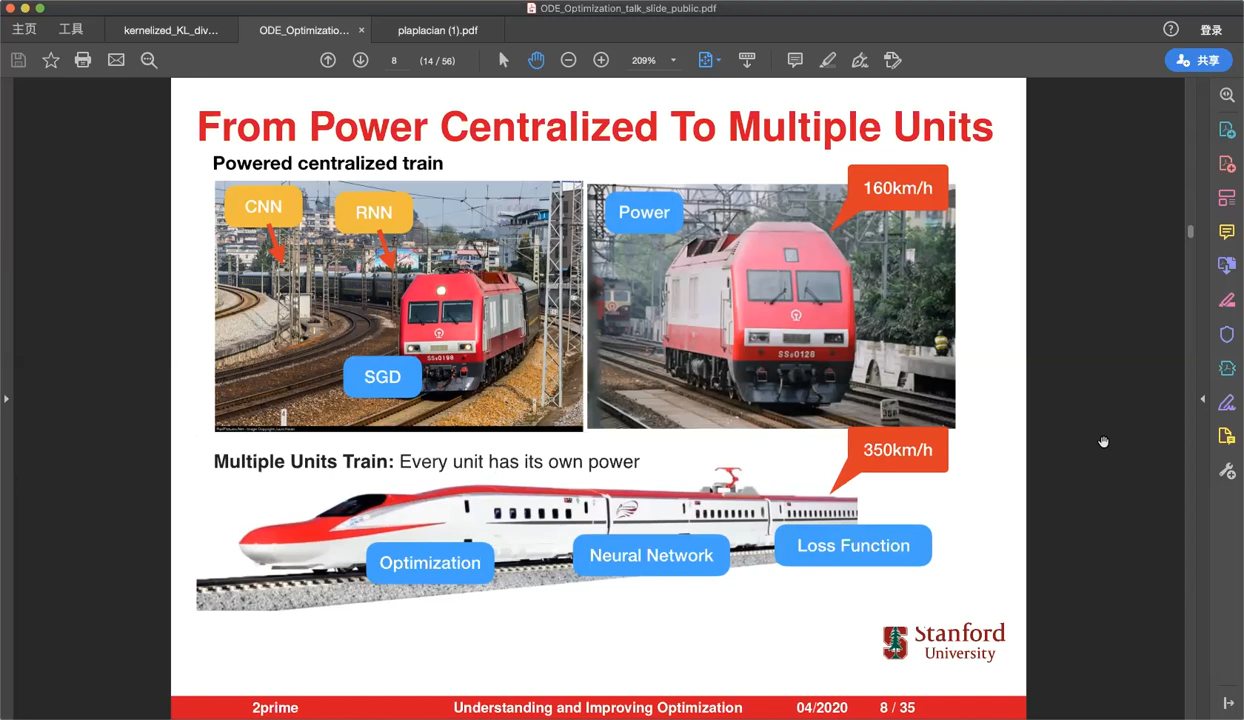 ODE_Optimization_talk_slide_public.pdf
主页
工具
kernelized_KL_div...
ODE_Optimizatio... ×
plaplacian (1).pdf
登录
8
(14 / 56)
209%
共享
From Power Centralized To Multiple Units
Powered centralized train
CNN
RNN
SGD
Power
160km/h
350km/h
Multiple Units Train: Every unit has its own power
Optimization
Neural Network
Loss Function
Stanford
University
2prime
Understanding and Improving Optimization
04/2020
8 / 35